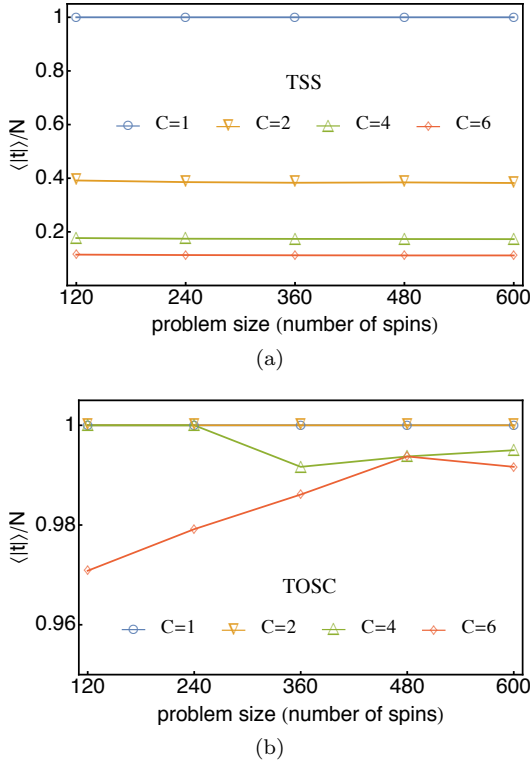 1
0.8
0.6
0.4
0.2
⟨|t|⟩/N
TSS
C=1 C=2 C=4 C=6
120 240 360 480 600
problem size (number of spins)
(a)
1
0.98
0.96
⟨|t|⟩/N
TOSC
C=1 C=2 C=4 C=6
120 240 360 480 600
problem size (number of spins)
(b)